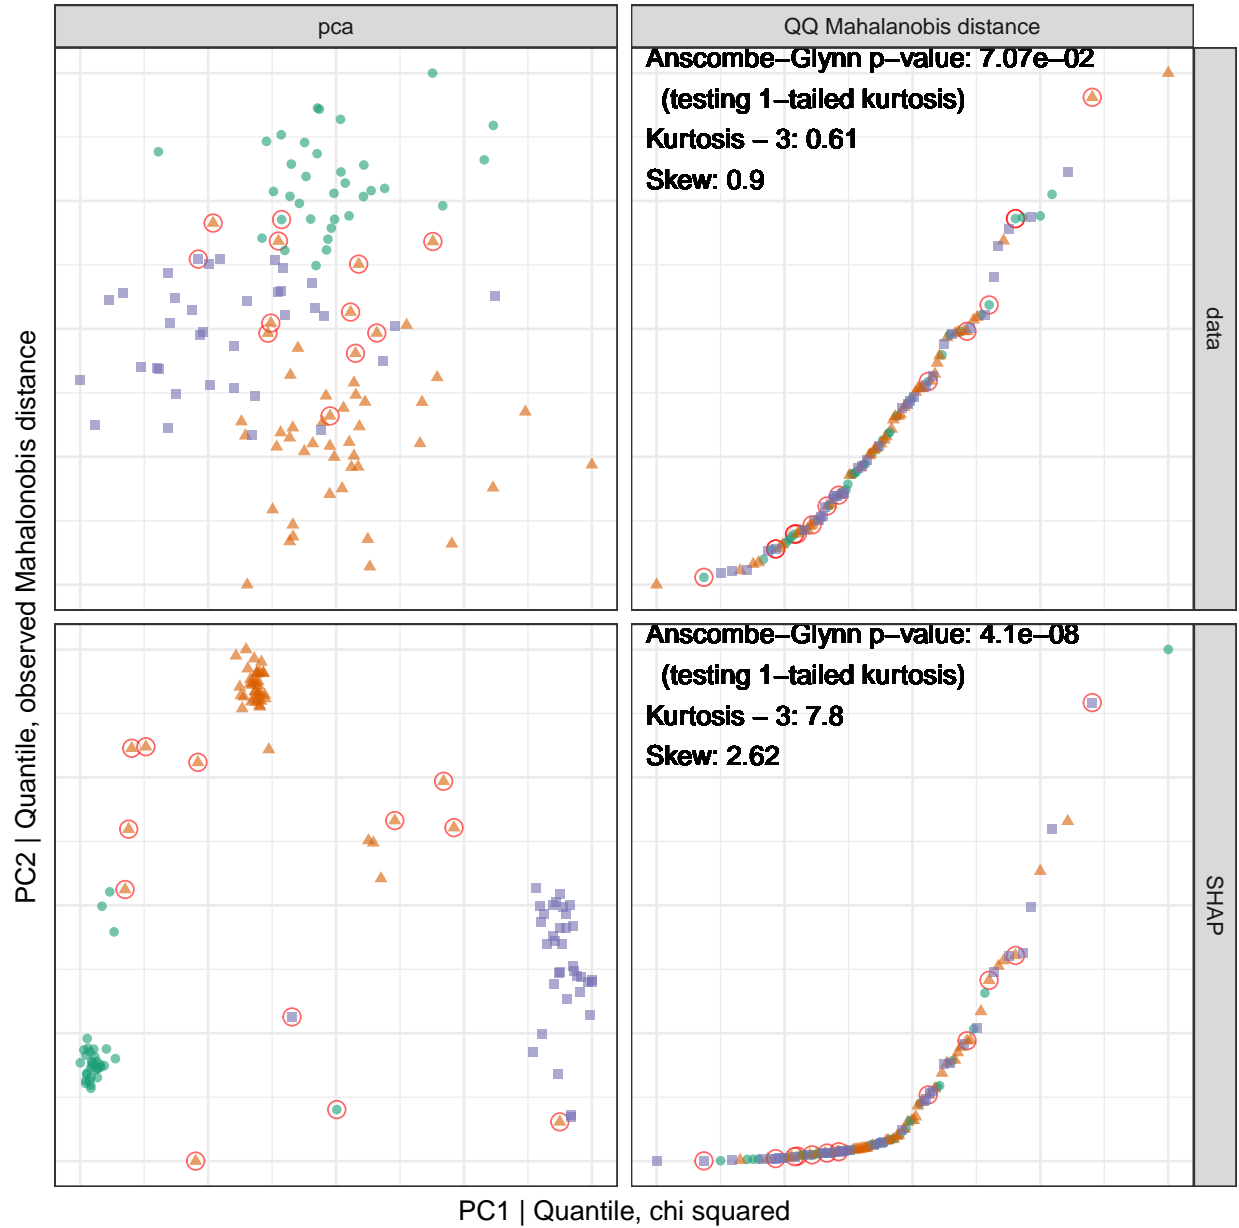 pca
QQ Mahalanobis distance
Anscombe–Glynn p–value: 7.07e–02
(testing 1–tailed kurtosis)
Kurtosis – 3: 0.61
Skew: 0.9
data
Anscombe–Glynn p–value: 4.1e–08
(testing 1–tailed kurtosis)
Kurtosis – 3: 7.8
Skew: 2.62
SHAP
PC2 | Quantile, observed Mahalonobis distance
PC1 | Quantile, chi squared